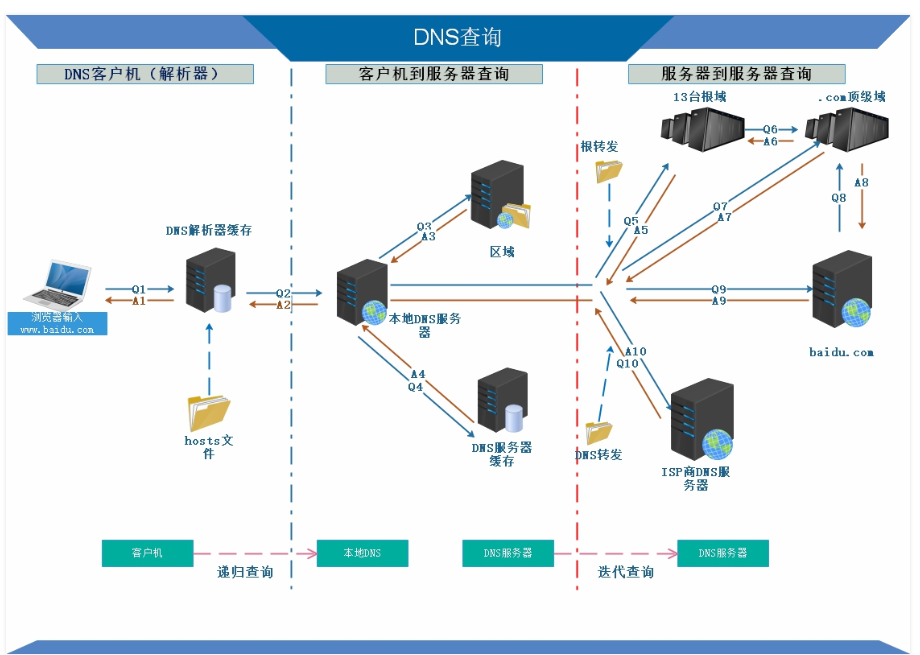 DNS查询
DNS客户机（解析器）
客户机到服务器查询
服务器到服务器查询
13台根域
.com顶级域
Q6
A6
根转发
A8
Q8
Q7
A7
Q5
A5
Q3
A3
区域
DNS解析器缓存
Q1
A1
Q2
A2
Q9
A9
浏览器输入
www.baidu.com
本地DNS服务
器
baidu.com
A10
Q10
A4
Q4
hosts文
件
DNS服务器
缓存
DNS转发
ISP商DNS服
务器
客户机
本地DNS
DNS服务器
DNS服务器
递归查询
迭代查询